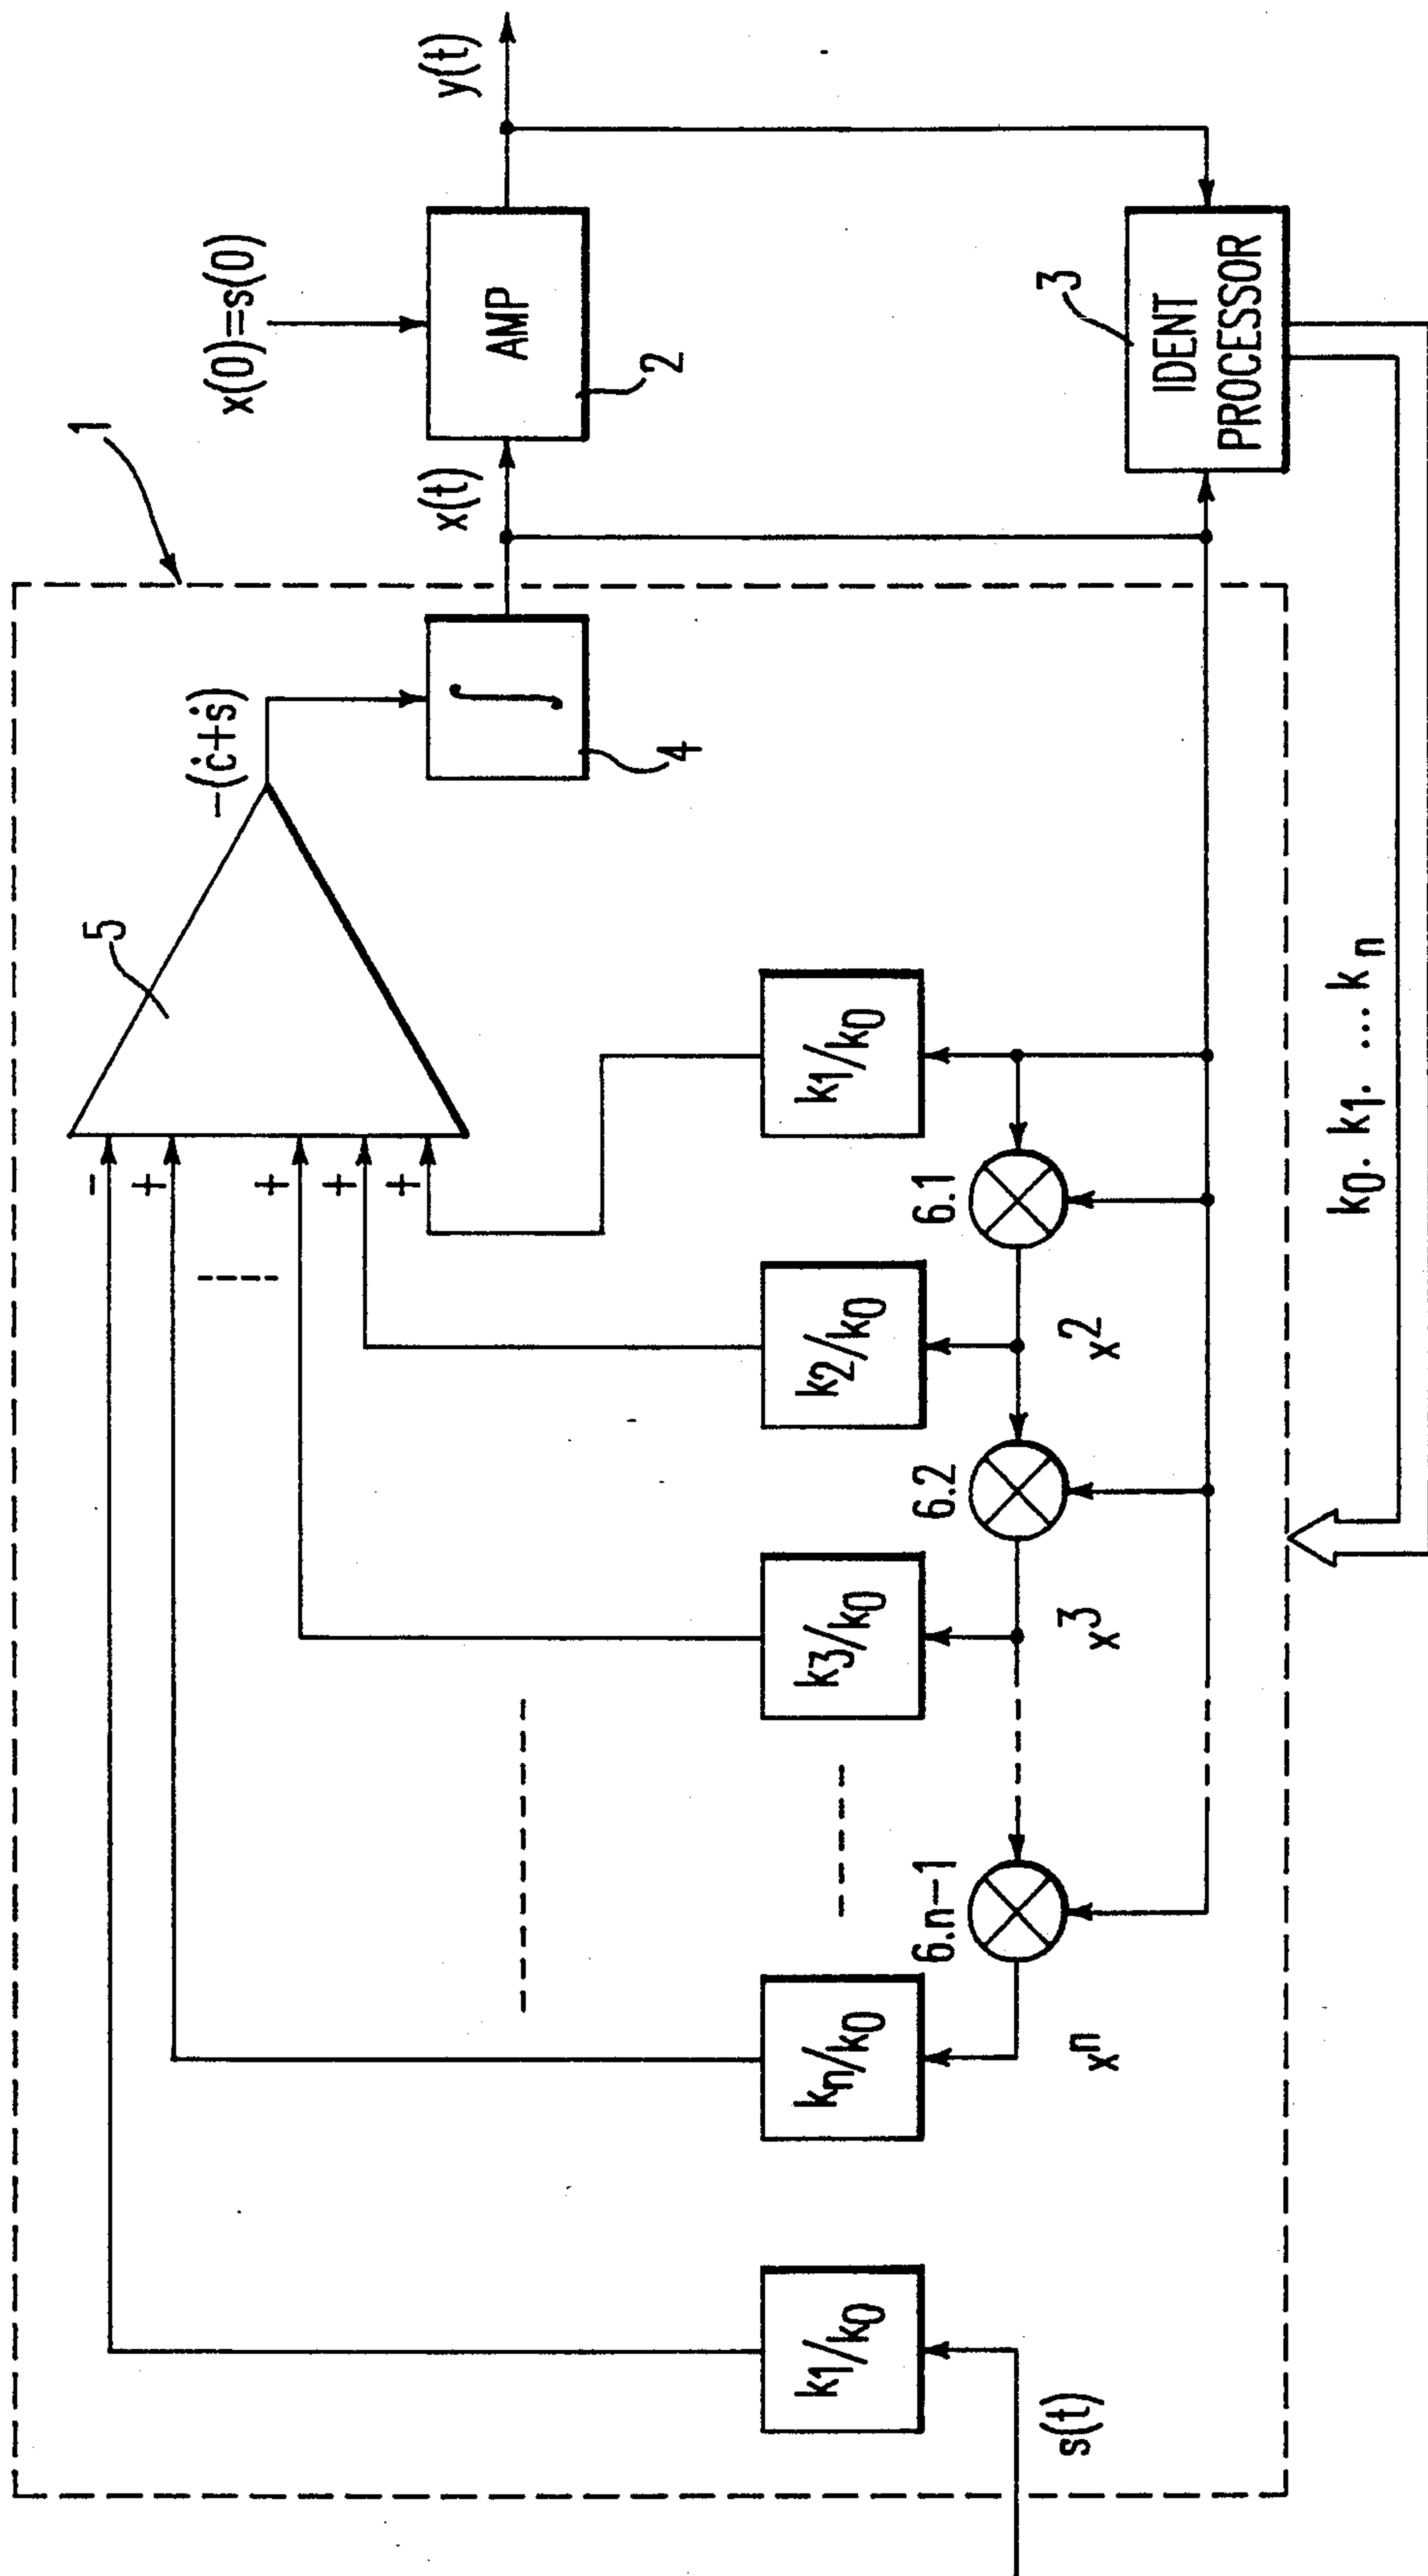 1
5
-(ċ+ṡ)
x(0)=s(0)
-
+
+
+
+
4
x(t)
AMP
2
y(t)
k1/k0
kn/k0
k3/k0
k2/k0
k1/k0
6.n-1
6.2
6.1
s(t)
xⁿ
x³
x²
3
IDENT
PROCESSOR
k0. k1. ... kn